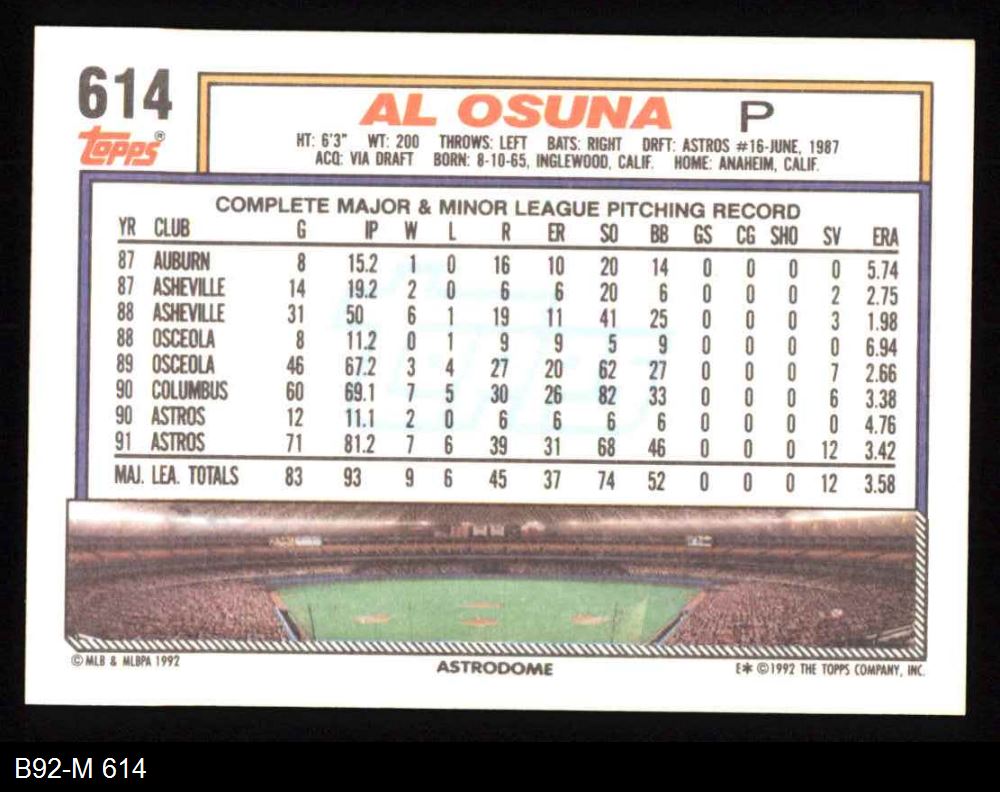 614
Topps®
AL OSUNA P
HT: 6'3" WT: 200 THROWS: LEFT BATS: RIGHT DRFT: ASTROS #16-JUNE, 1987
ACQ: VIA DRAFT BORN: 8-10-65, INGLEWOOD, CALIF. HOME: ANAHEIM, CALIF.
COMPLETE MAJOR & MINOR LEAGUE PITCHING RECORD
YR CLUB G IP W L R ER SO BB GS CG SHO SV ERA
87 AUBURN 8 15.2 1 0 16 10 20 14 0 0 0 0 5.74
87 ASHEVILLE 14 19.2 2 0 6 6 20 6 0 0 0 2 2.75
88 ASHEVILLE 31 50 6 1 19 11 41 25 0 0 0 3 1.98
88 OSCEOLA 8 11.2 0 1 9 9 5 9 0 0 0 0 6.94
89 OSCEOLA 46 67.2 3 4 27 20 62 27 0 0 0 7 2.66
90 COLUMBUS 60 69.1 7 5 30 26 82 33 0 0 0 6 3.38
90 ASTROS 12 11.1 2 0 6 6 6 6 0 0 0 0 4.76
91 ASTROS 71 81.2 7 6 39 31 68 46 0 0 0 12 3.42
MAJ. LEA. TOTALS 83 93 9 6 45 37 74 52 0 0 0 12 3.58
© MLB & MLBPA 1992
ASTRODOME
E✱ ©1992 THE TOPPS COMPANY, INC.
B92-M 614